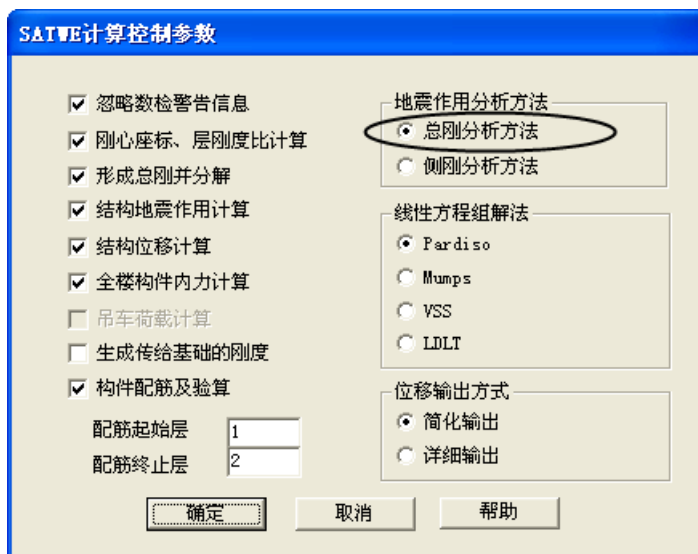 SATWE计算控制参数
忽略数检警告信息
刚心座标、层刚度比计算
形成总刚并分解
结构地震作用计算
结构位移计算
全楼构件内力计算
吊车荷载计算
生成传给基础的刚度
构件配筋及验算
配筋起始层 1
配筋终止层 2
地震作用分析方法
总刚分析方法
侧刚分析方法
线性方程组解法
Pardiso
Mumps
VSS
LDLT
位移输出方式
简化输出
详细输出
确定 取消 帮助